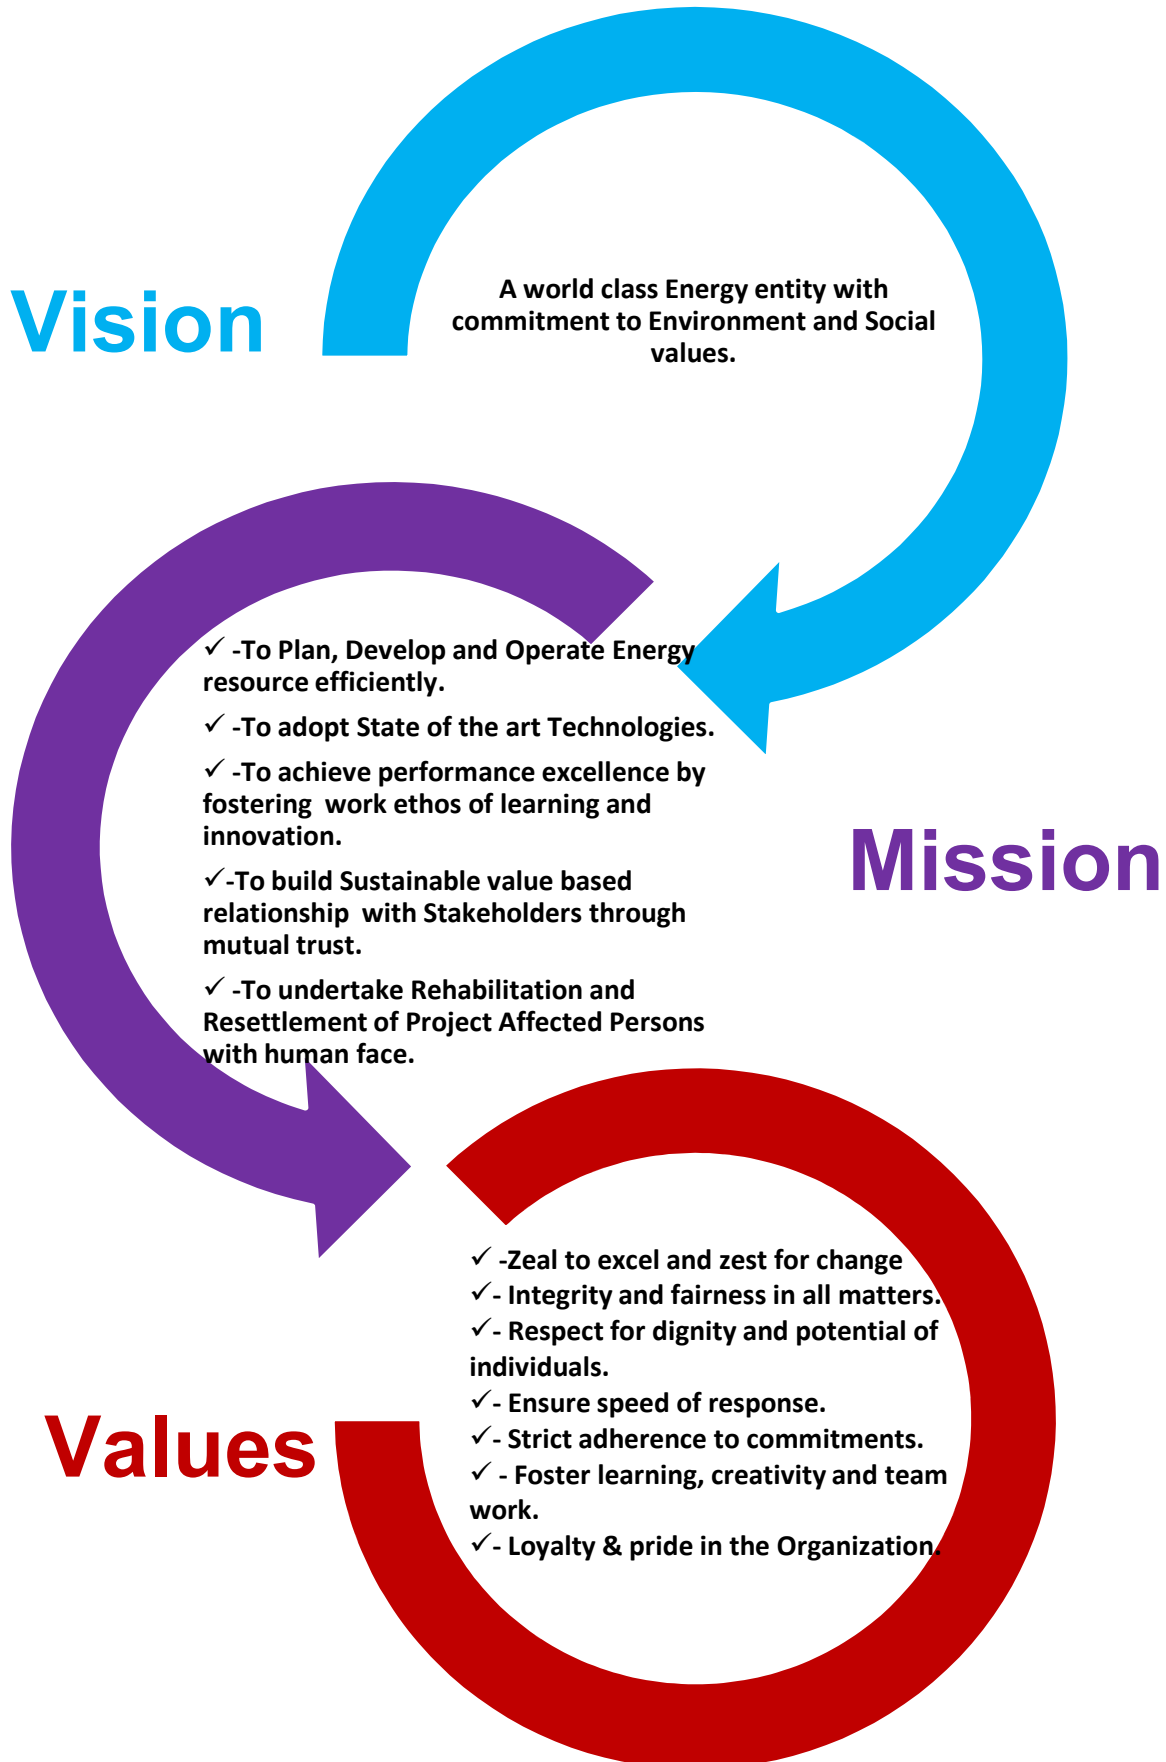 Vision
A world class Energy entity with
commitment to Environment and Social
values.
✓ -To Plan, Develop and Operate Energy
resource efficiently.
✓ -To adopt State of the art Technologies.
✓ -To achieve performance excellence by
fostering  work ethos of learning and
innovation.
✓-To build Sustainable value based
relationship  with Stakeholders through
mutual trust.
✓ -To undertake Rehabilitation and
Resettlement of Project Affected Persons
with human face.
Mission
✓ -Zeal to excel and zest for change
✓- Integrity and fairness in all matters.
✓- Respect for dignity and potential of
individuals.
✓- Ensure speed of response.
✓- Strict adherence to commitments.
✓ - Foster learning, creativity and team
work.
✓- Loyalty & pride in the Organization.
Values